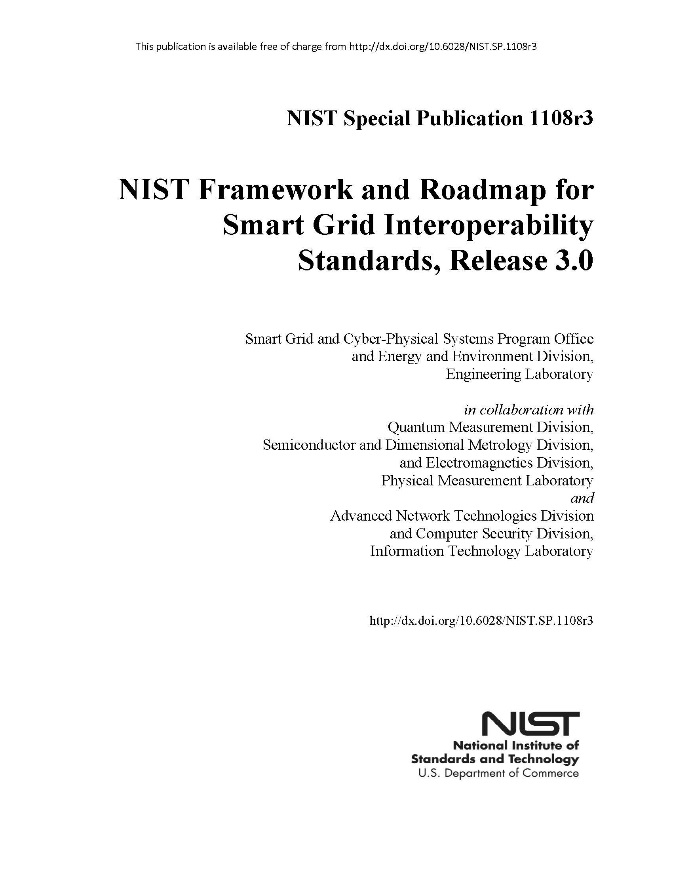 This publication is available free of charge from http://dx.doi.org/10.6028/NIST.SP.1108r3
NIST Special Publication 1108r3
NIST Framework and Roadmap for
Smart Grid Interoperability
Standards, Release 3.0
Smart Grid and Cyber-Physical Systems Program Office
and Energy and Environment Division,
Engineering Laboratory
in collaboration with
Quantum Measurement Division,
Semiconductor and Dimensional Metrology Division,
and Electromagnetics Division,
Physical Measurement Laboratory
and
Advanced Network Technologies Division
and Computer Security Division,
Information Technology Laboratory
http://dx.doi.org/10.6028/NIST.SP.1108r3
NIST
National Institute of
Standards and Technology
U.S. Department of Commerce